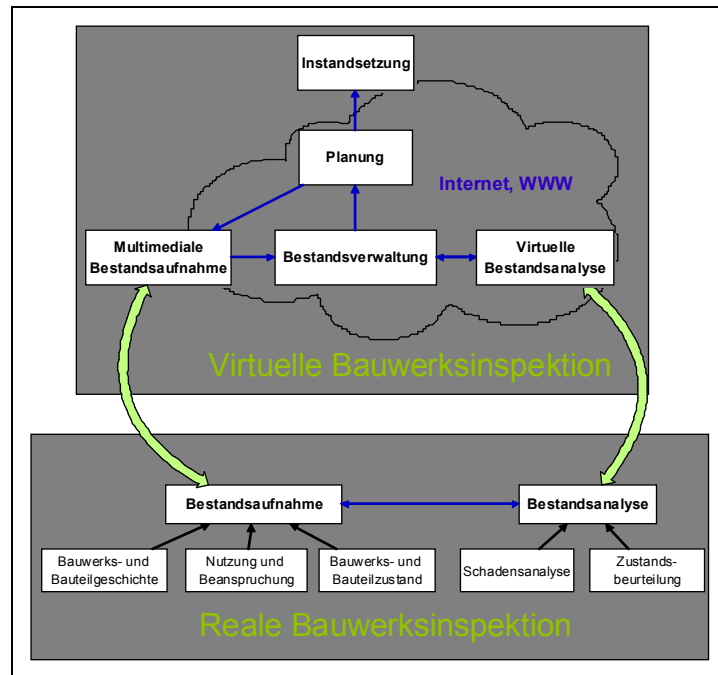 Instandsetzung
Planung
Internet, WWW
Multimediale
Bestandsaufnahme
Bestandsverwaltung
Virtuelle
Bestandsanalyse
Virtuelle Bauwerksinspektion
Bestandsaufnahme
Bestandsanalyse
Bauwerks- und
Bauteilgeschichte
Nutzung und
Beanspruchung
Bauwerks- und
Bauteilzustand
Schadensanalyse
Zustands-
beurteilung
Reale Bauwerksinspektion